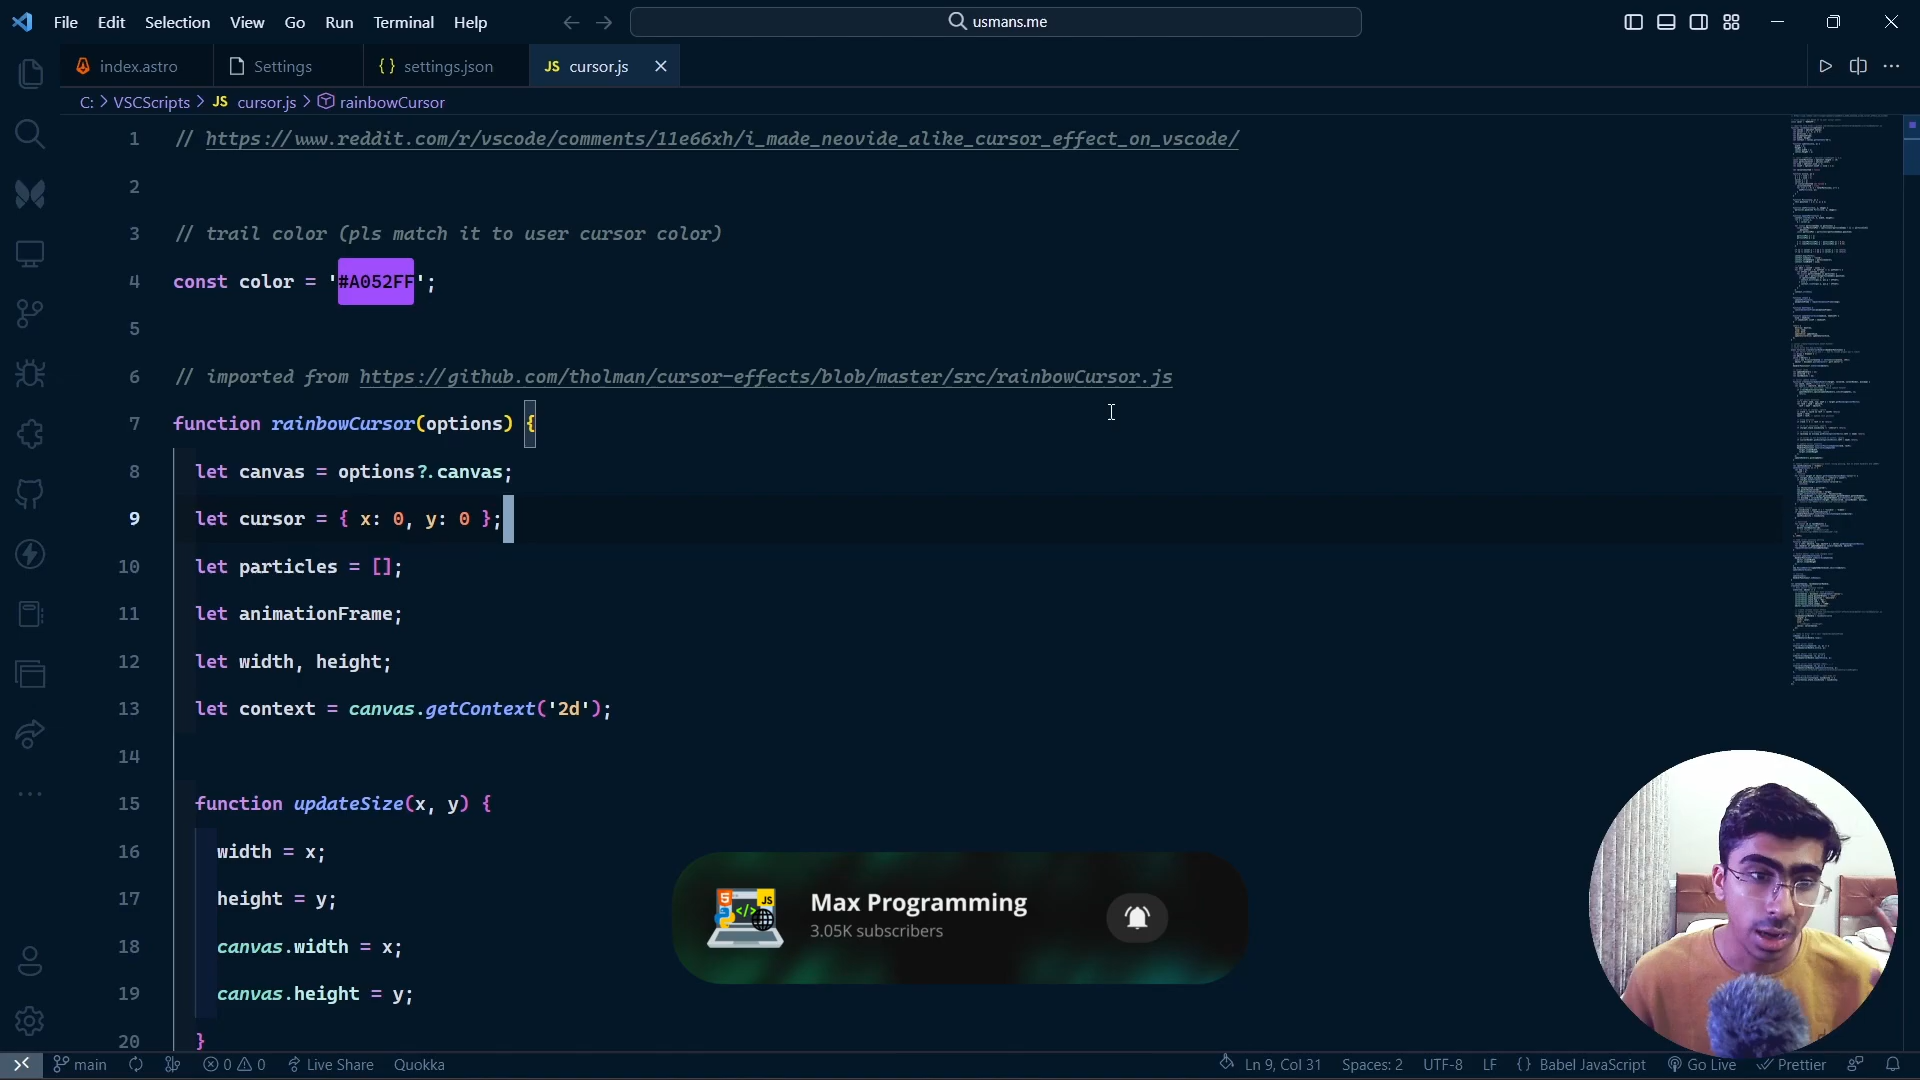 File Edit Selection View Go Run Terminal Help
usmans.me
index.astro
Settings
{} settings.json
JS cursor.js
C: > VSCScripts > JS cursor.js > rainbowCursor
1 // https://www.reddit.com/r/vscode/comments/11e66xh/i_made_neovide_alike_cursor_effect_on_vscode/
2
3 // trail color (pls match it to user cursor color)
4 const color = '#A052FF';
5
6 // imported from https://github.com/tholman/cursor-effects/blob/master/src/rainbowCursor.js
7 function rainbowCursor(options) {
8 let canvas = options?.canvas;
9 let cursor = { x: 0, y: 0 };
10 let particles = [];
11 let animationFrame;
12 let width, height;
13 let context = canvas.getContext('2d');
14
15 function updateSize(x, y) {
16 width = x;
17 height = y;
18 canvas.width = x;
19 canvas.height = y;
20 }
5 JS
</>
Max Programming
3.05K subscribers
main
0 0
Live Share
Quokka
Ln 9, Col 31
Spaces: 2
UTF-8
LF
{} Babel JavaScript
Go Live
Prettier